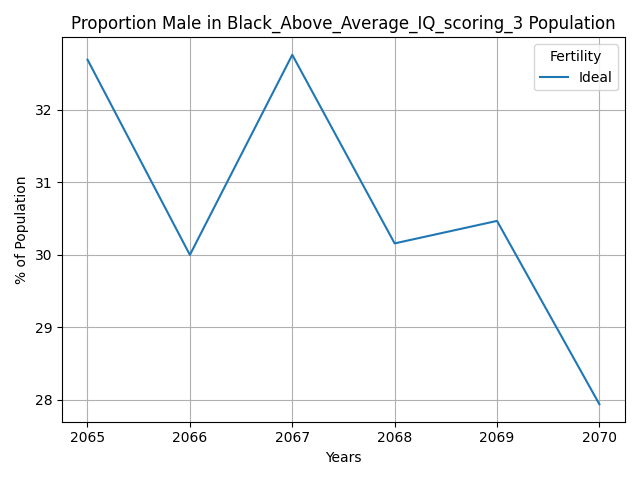 Proportion Male in Black_Above_Average_IQ_scoring_3 Population
Fertility
Ideal
% of Population
32
31
30
29
28
2065 2066 2067 2068 2069 2070
Years